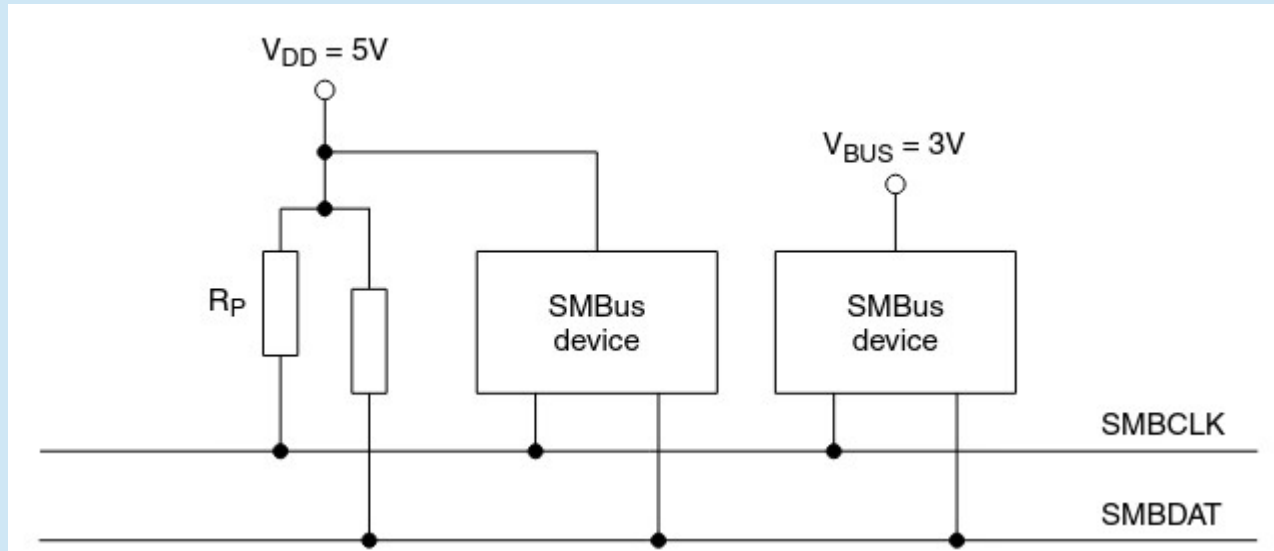 V_DD = 5V
V_BUS = 3V
R_P
SMBus
device
SMBus
device
SMBCLK
SMBDAT